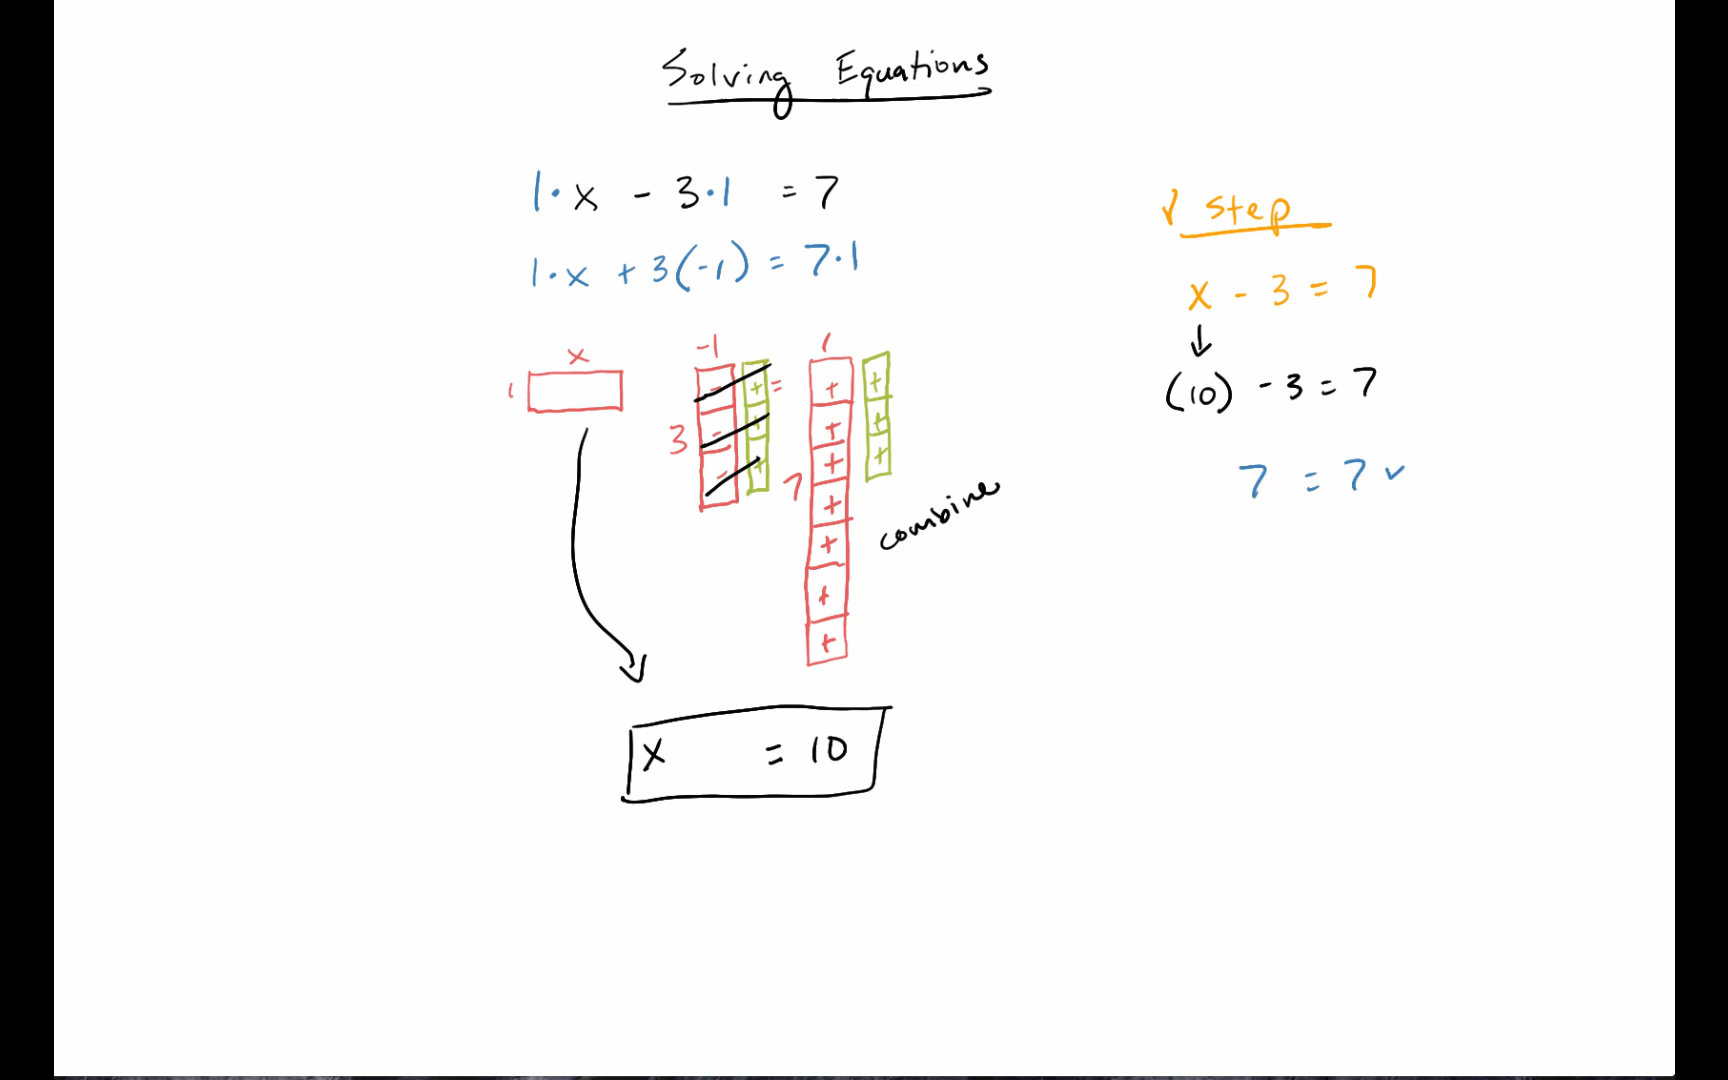 Solving Equations
1·x - 3·1 = 7
1·x + 3(-1) = 7·1
x
1
-1
3
- + =
- +
- +
1
7
+ +
+ +
+ +
+
+
+
+
combine
x = 10
✓ step
x - 3 = 7
↓
(10) - 3 = 7
7 = 7 ✓